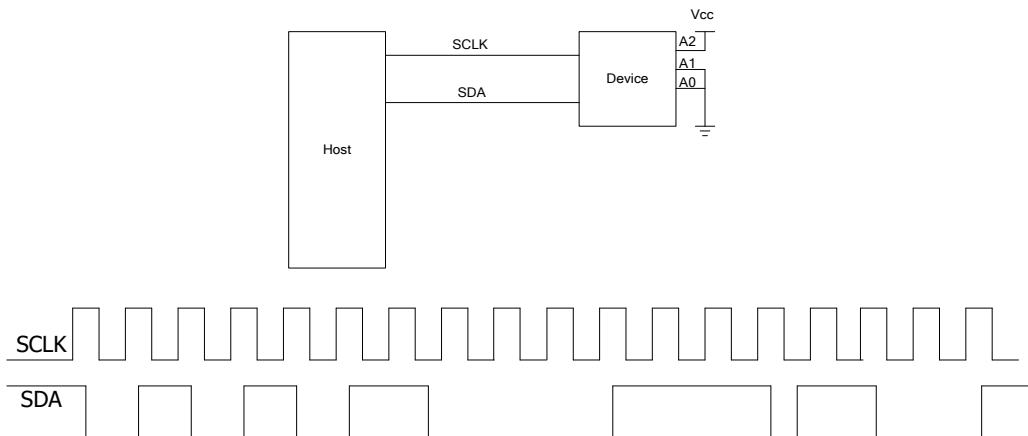 Vcc
SCLK
A2
A1
Device
A0
SDA
Host
SCLK
SDA